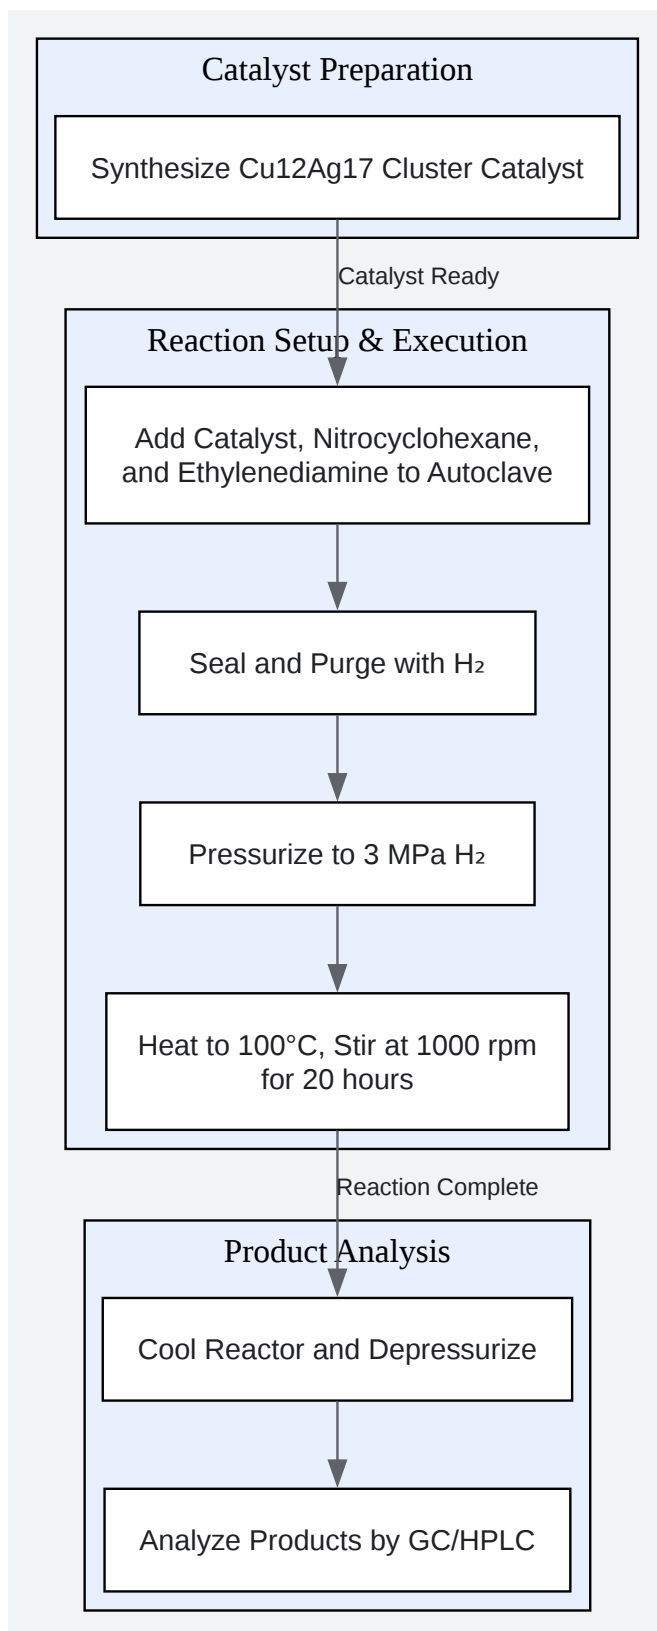 Catalyst Preparation
Synthesize Cu12Ag17 Cluster Catalyst
Catalyst Ready
Reaction Setup & Execution
Add Catalyst, Nitrocyclohexane,
and Ethylenediamine to Autoclave
Seal and Purge with H₂
Pressurize to 3 MPa H₂
Heat to 100°C, Stir at 1000 rpm
for 20 hours
Reaction Complete
Product Analysis
Cool Reactor and Depressurize
Analyze Products by GC/HPLC